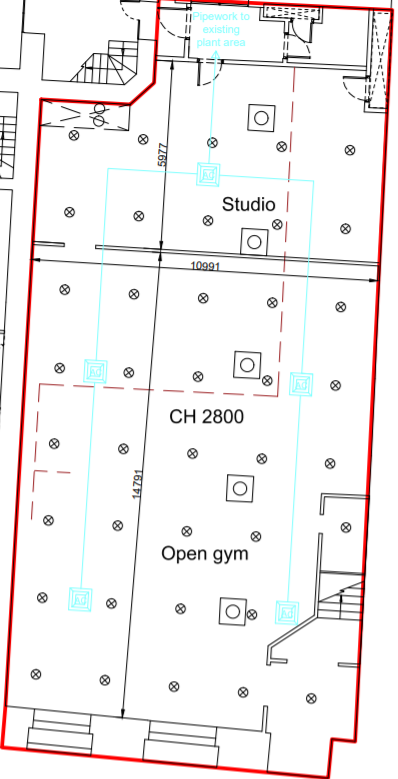 Pipework to
existing
plant area
5977
Studio
10991
CH 2800
14791
Open gym